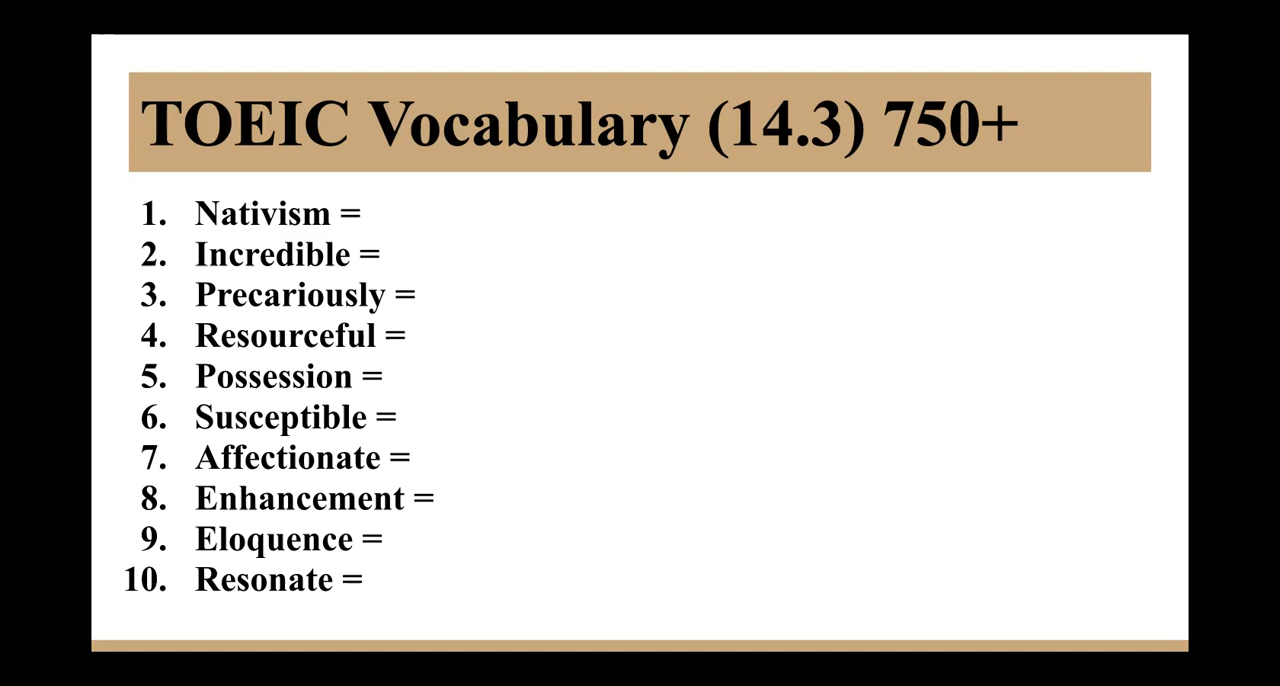 TOEIC Vocabulary (14.3) 750+
1. Nativism =
2. Incredible =
3. Precariously =
4. Resourceful =
5. Possession =
6. Susceptible =
7. Affectionate =
8. Enhancement =
9. Eloquence =
10. Resonate =